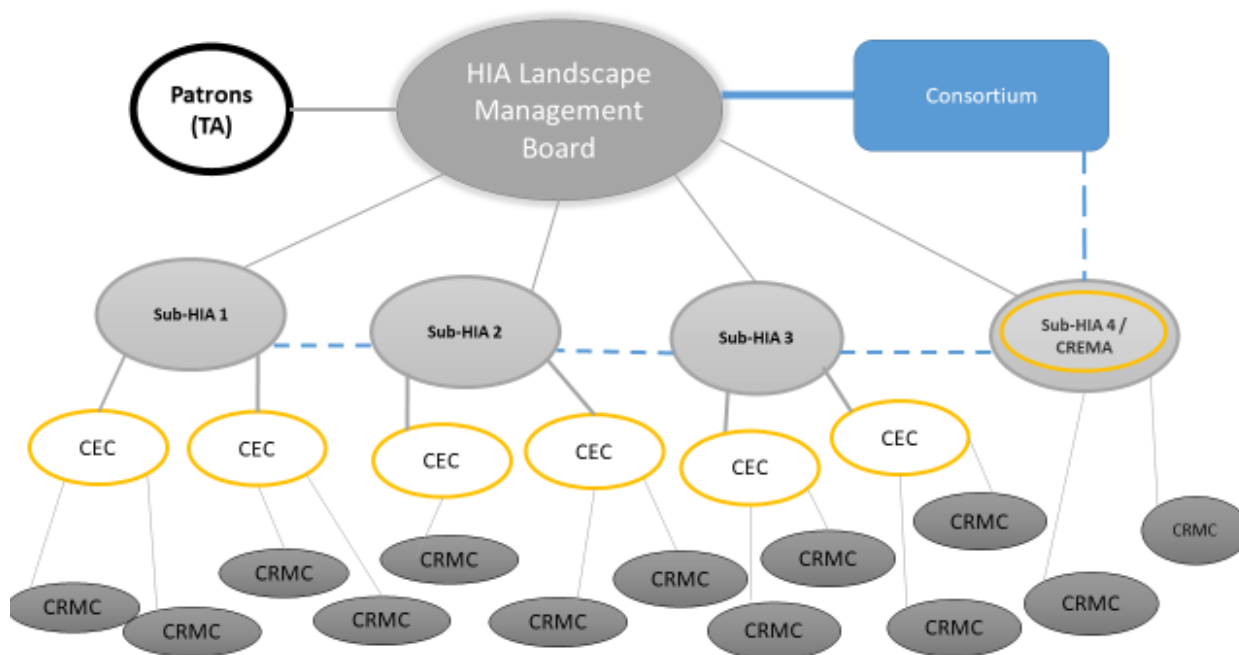 Patrons
(TA)
HIA Landscape
Management
Board
Consortium
Sub-HIA 1
Sub-HIA 2
Sub-HIA 3
Sub-HIA 4 /
CREMA
CEC
CEC
CEC
CEC
CEC
CEC
CRMC
CRMC
CRMC
CRMC
CRMC
CRMC
CRMC
CRMC
CRMC
CRMC
CRMC
CRMC
CRMC